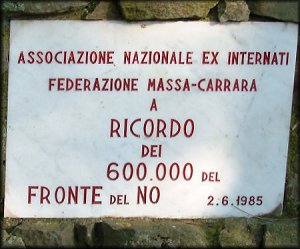 ASSOCIAZIONE NAZIONALE EX INTERNATI
FEDERAZIONE MASSA-CARRARA
A
RICORDO
DEI
600.000 DEL
FRONTE DEL NO 2.6.1985